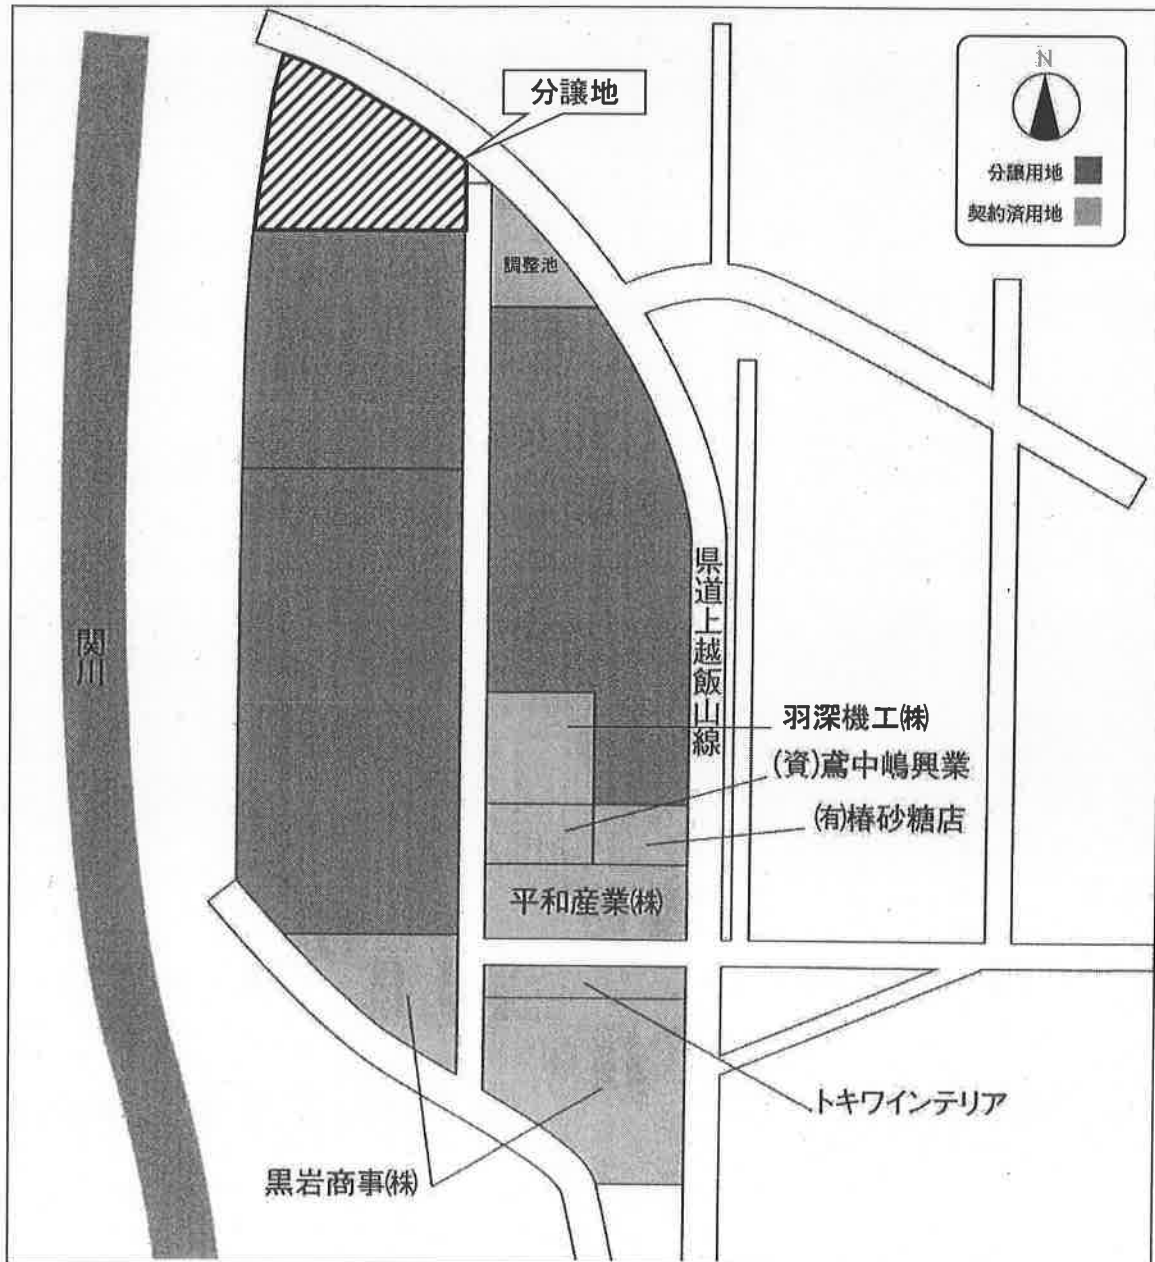 分譲地
N
分譲用地
契約済用地
調整池
関川
県道上越飯山線
羽深機工㈱
(資)鳶中嶋興業
㈲椿砂糖店
平和産業㈱
トキワインテリア
黒岩商事㈱